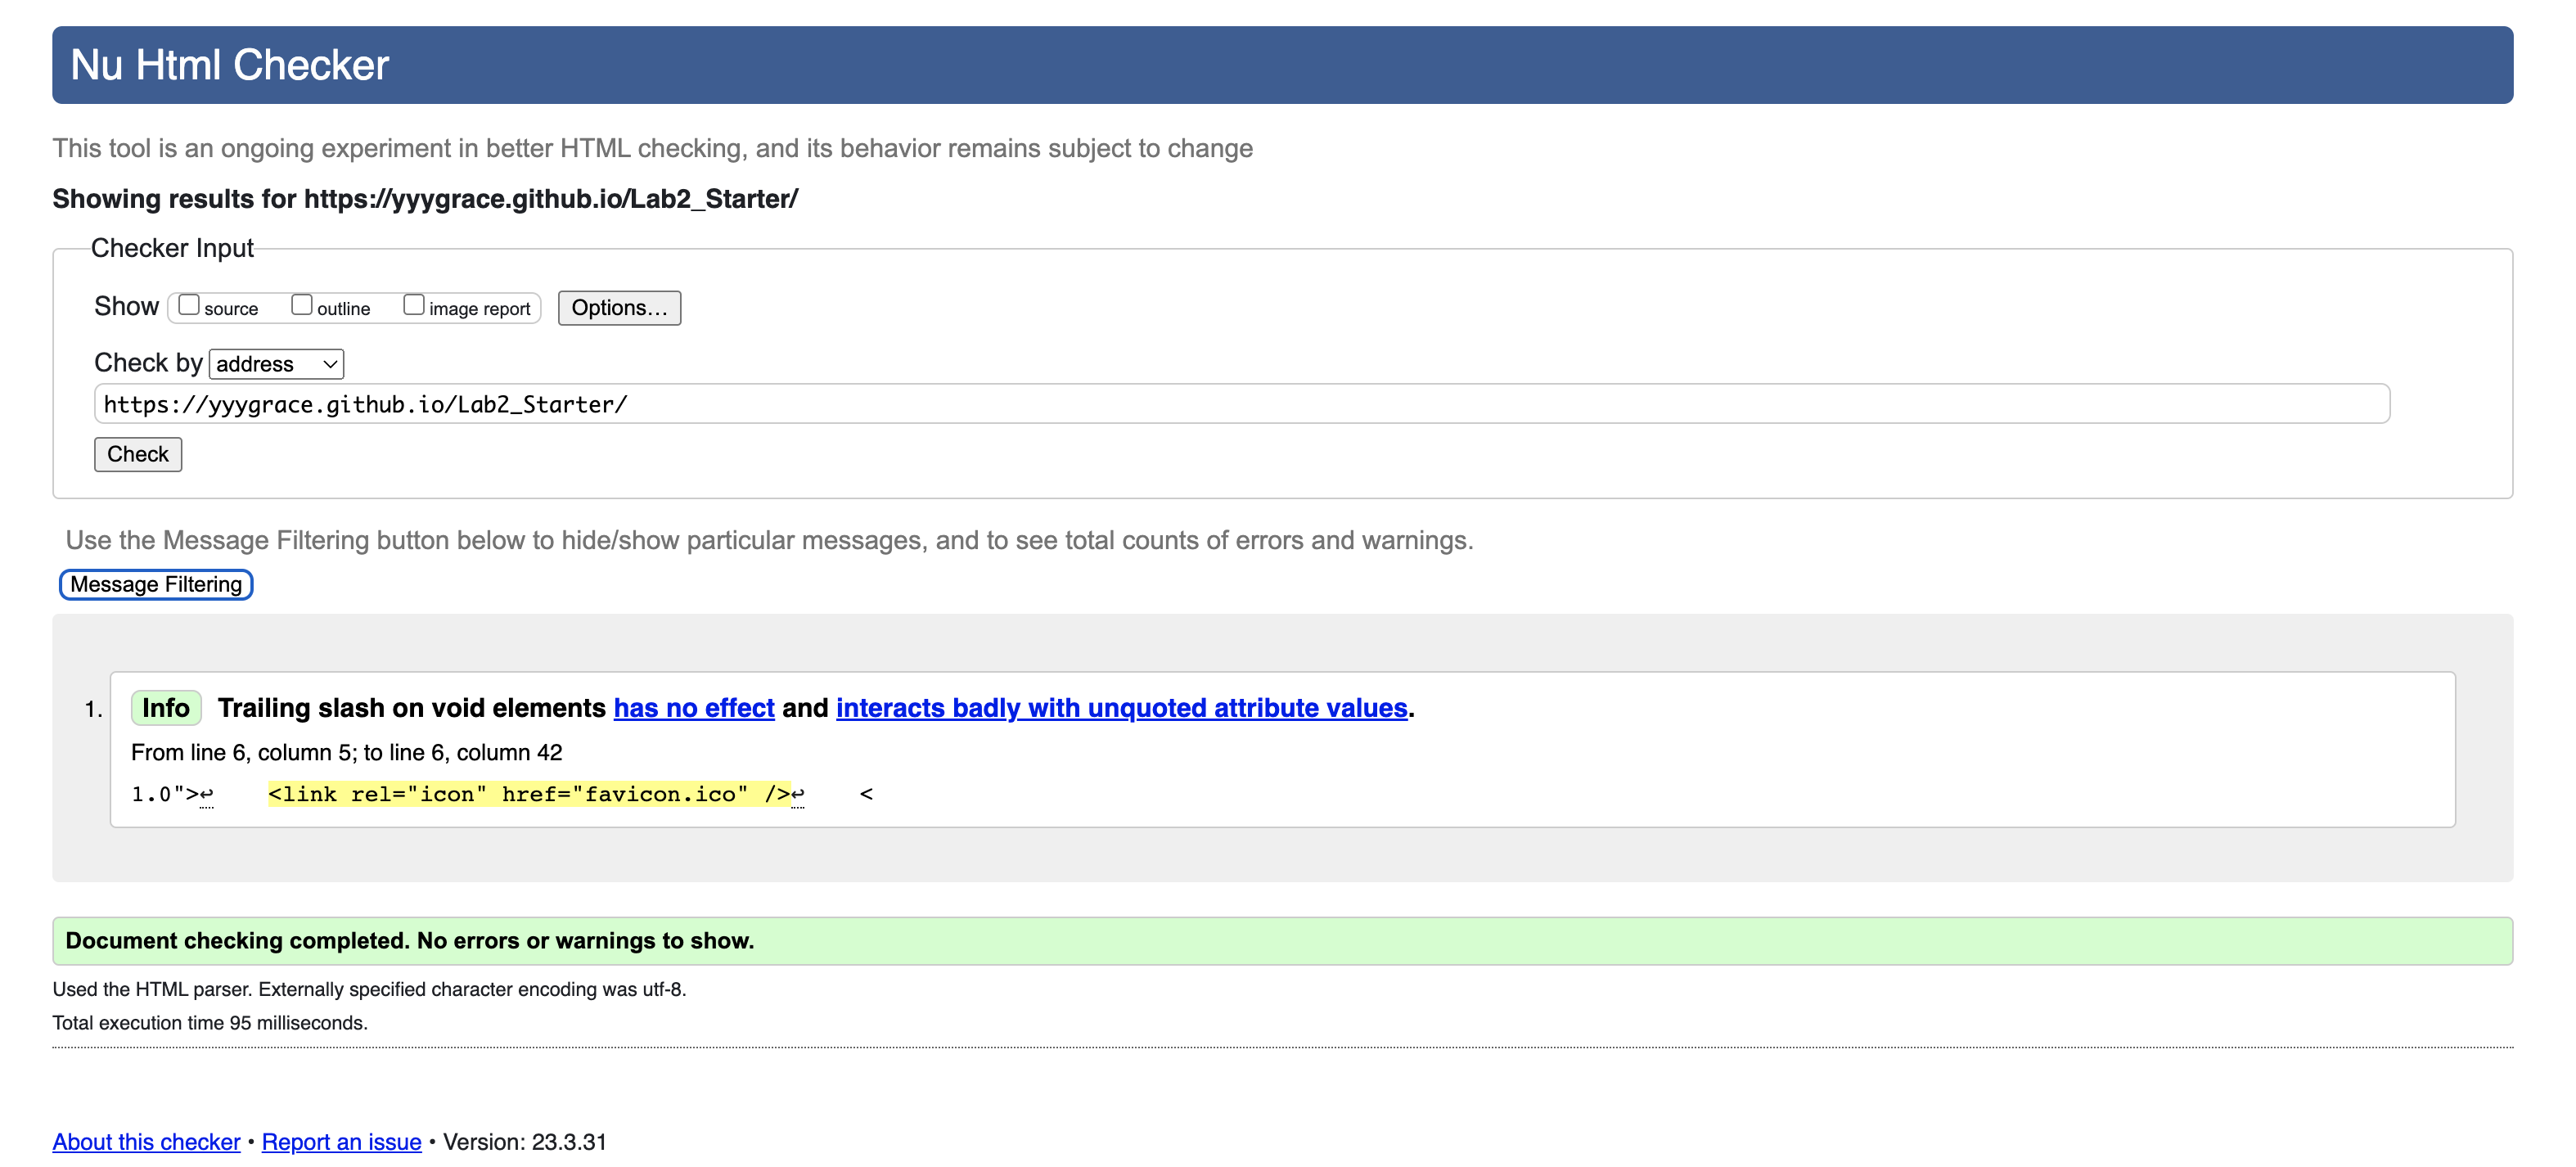 Nu Html Checker
This tool is an ongoing experiment in better HTML checking, and its behavior remains subject to change
Showing results for https://yyygrace.github.io/Lab2_Starter/
Checker Input
Show source outline image report Options…
Check by address
https://yyygrace.github.io/Lab2_Starter/
Check
Use the Message Filtering button below to hide/show particular messages, and to see total counts of errors and warnings.
Message Filtering
1. Info Trailing slash on void elements has no effect and interacts badly with unquoted attribute values.
From line 6, column 5; to line 6, column 42
1.0">↩ <link rel="icon" href="favicon.ico" />↩ <
Document checking completed. No errors or warnings to show.
Used the HTML parser. Externally specified character encoding was utf-8.
Total execution time 95 milliseconds.
About this checker • Report an issue • Version: 23.3.31